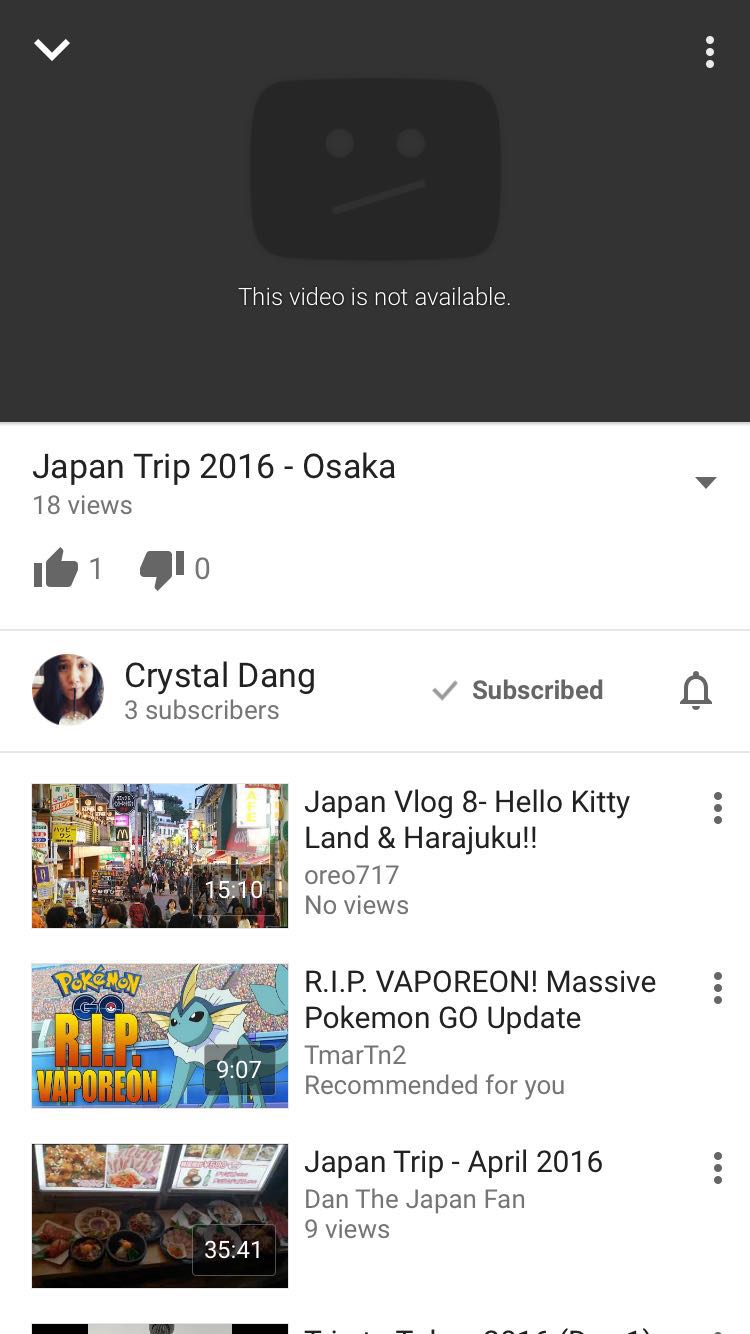 This video is not available.
Japan Trip 2016 - Osaka
18 views
1
0
Crystal Dang
3 subscribers
Subscribed
15:10
Japan Vlog 8- Hello Kitty
Land & Harajuku!!
oreo717
No views
POKéMON
GO
R.I.P.
VAPOREON
9:07
R.I.P. VAPOREON! Massive
Pokemon GO Update
TmarTn2
Recommended for you
35:41
Japan Trip - April 2016
Dan The Japan Fan
9 views